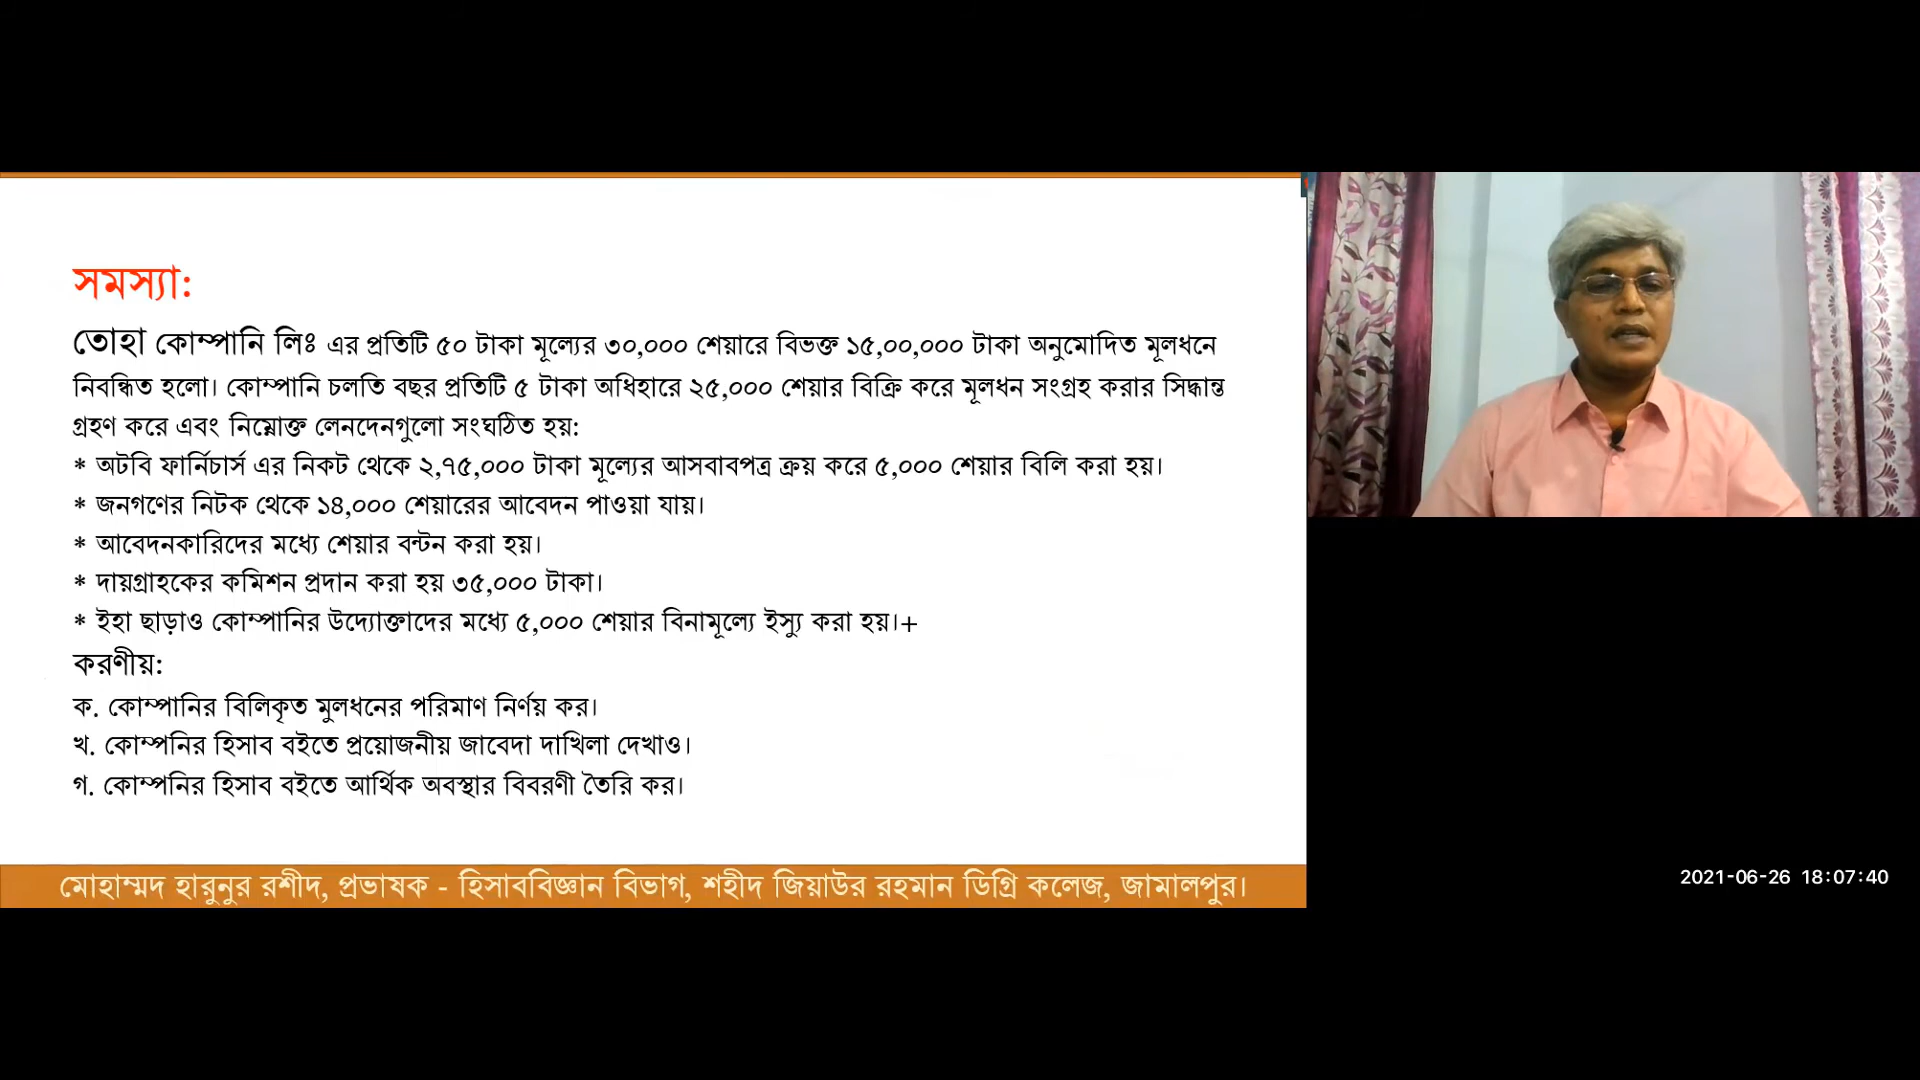 সমস্যা:
তোহা কোম্পানি লিঃ এর প্রতিটি ৫০ টাকা মূল্যের ৩০,০০০ শেয়ারে বিভক্ত ১৫,০০,০০০ টাকা অনুমোদিত মূলধনে
নিবন্ধিত হলো। কোম্পানি চলতি বছর প্রতিটি ৫ টাকা অধিহারে ২৫,০০০ শেয়ার বিক্রি করে মূলধন সংগ্রহ করার সিদ্ধান্ত
গ্রহণ করে এবং নিম্নোক্ত লেনদেনগুলো সংঘঠিত হয়:
* অটবি ফার্নিচার্স এর নিকট থেকে ২,৭৫,০০০ টাকা মূল্যের আসবাবপত্র ক্রয় করে ৫,০০০ শেয়ার বিলি করা হয়।
* জনগণের নিটক থেকে ১৪,০০০ শেয়ারের আবেদন পাওয়া যায়।
* আবেদনকারিদের মধ্যে শেয়ার বন্টন করা হয়।
* দায়গ্রাহকের কমিশন প্রদান করা হয় ৩৫,০০০ টাকা।
* ইহা ছাড়াও কোম্পানির উদ্যোক্তাদের মধ্যে ৫,০০০ শেয়ার বিনামূল্যে ইস্যু করা হয়।+
করণীয়:
ক. কোম্পানির বিলিকৃত মুলধনের পরিমাণ নির্ণয় কর।
খ. কোম্পনির হিসাব বইতে প্রয়োজনীয় জাবেদা দাখিলা দেখাও।
গ. কোম্পনির হিসাব বইতে আর্থিক অবস্থার বিবরণী তৈরি কর।
মোহাম্মদ হারুনুর রশীদ, প্রভাষক - হিসাববিজ্ঞান বিভাগ, শহীদ জিয়াউর রহমান ডিগ্রি কলেজ, জামালপুর।
2021-06-26 18:07:40